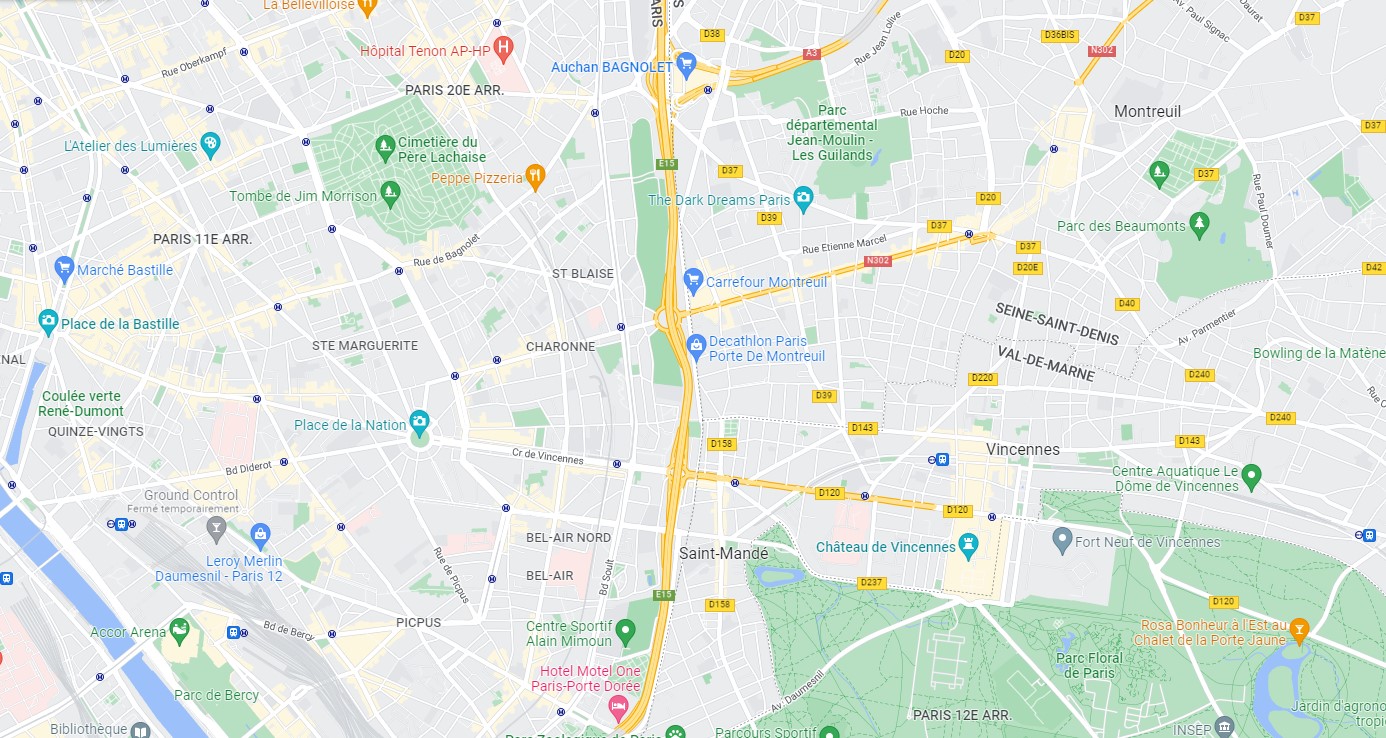 La Bellevilloise
PARIS
D38
D36BIS
D37
Av. Paul Signac
N302
Rue Oberkampf
Hôpital Tenon AP-HP
Auchan BAGNOLET
A3
Rue Jean Lolive
D20
PARIS 20E ARR.
Montreuil
Parc
départemental
Jean-Moulin -
Les Guilands
Rue Hoche
D37
L'Atelier des Lumières
Cimetière du
Père Lachaise
E15
D37
D37
Peppe Pizzeria
Tombe de Jim Morrison
The Dark Dreams Paris
D20
D39
D37
Parc des Beaumonts
Rue Paul Doumer
PARIS 11E ARR.
Rue de Bagnolet
Rue Etienne Marcel
N302
D37
D20E
D42
Marché Bastille
ST BLAISE
Carrefour Montreuil
D40
Place de la Bastille
SEINE-SAINT-DENIS
Av. Parmentier
STE MARGUERITE
CHARONNE
Decathlon Paris
Porte De Montreuil
VAL-DE-MARNE
Bowling de la Matène
D220
D240
Coulée verte
René-Dumont
D39
D240
QUINZE-VINGTS
Place de la Nation
D143
D158
D143
Vincennes
Cr de Vincennes
Bd Diderot
Centre Aquatique Le
Dôme de Vincennes
Ground Control
Fermé temporairement
D120
D120
Leroy Merlin
Daumesnil - Paris 12
BEL-AIR NORD
Saint-Mandé
Château de Vincennes
Fort Neuf de Vincennes
BEL-AIR
Rue de Picpus
Bd Soult
D237
E15
D158
D120
Accor Arena
Bd de Bercy
PICPUS
Centre Sportif
Alain Mimoun
Rosa Bonheur à l'Est au
Chalet de la Porte Jaune
Parc Floral
de Paris
Hotel Motel One
Paris-Porte Dorée
Parc de Bercy
Av. Daumesnil
Jardin d'agrono
tropi
PARIS 12E ARR.
Bibliothèque
Parc Zoologique de Paris
Parcours Sportif
INSEP